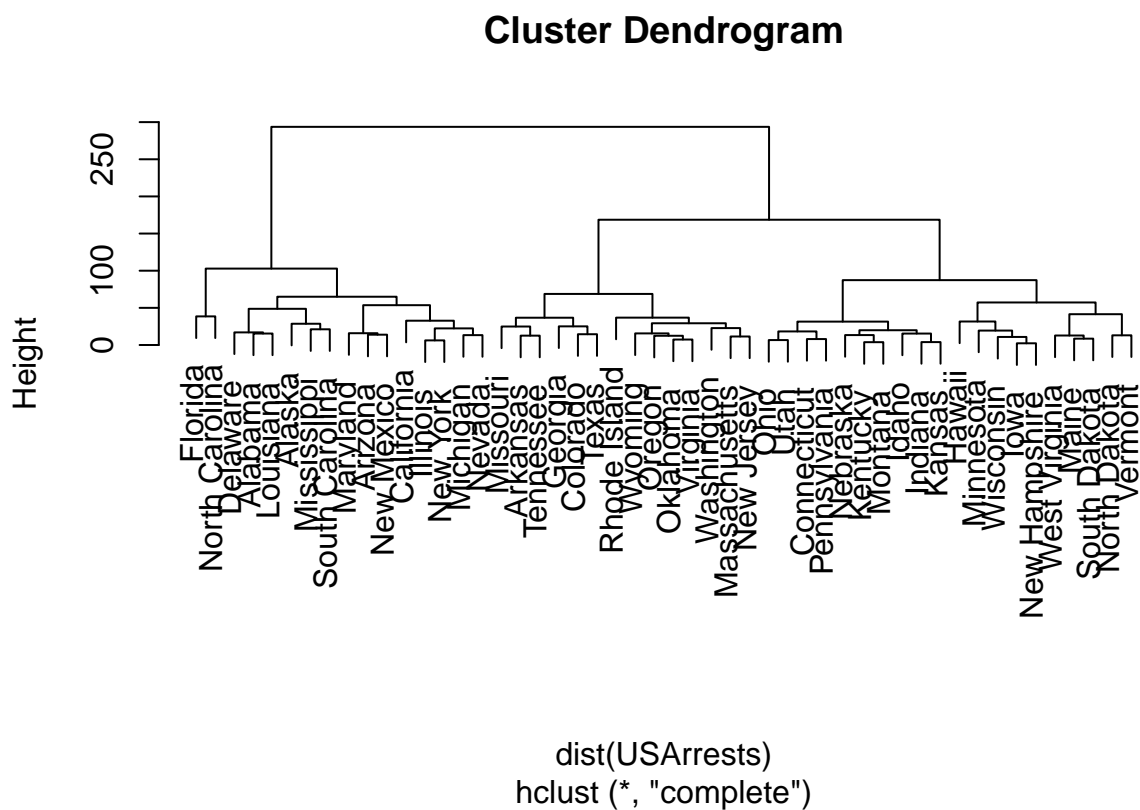 Cluster Dendrogram
Height
0
100
250
Florida
North Carolina
Delaware
Alabama
Louisiana
Alaska
Mississippi
South Carolina
Maryland
Arizona
New Mexico
California
Illinois
New York
Michigan
Nevada
Missouri
Arkansas
Tennessee
Georgia
Colorado
Texas
Rhode Island
Wyoming
Oregon
Oklahoma
Virginia
Washington
Massachusetts
New Jersey
Ohio
Utah
Connecticut
Pennsylvania
Nebraska
Kentucky
Montana
Idaho
Indiana
Kansas
Hawaii
Minnesota
Wisconsin
Iowa
New Hampshire
West Virginia
Maine
South Dakota
North Dakota
Vermont
dist(USArrests)
hclust (*, "complete")